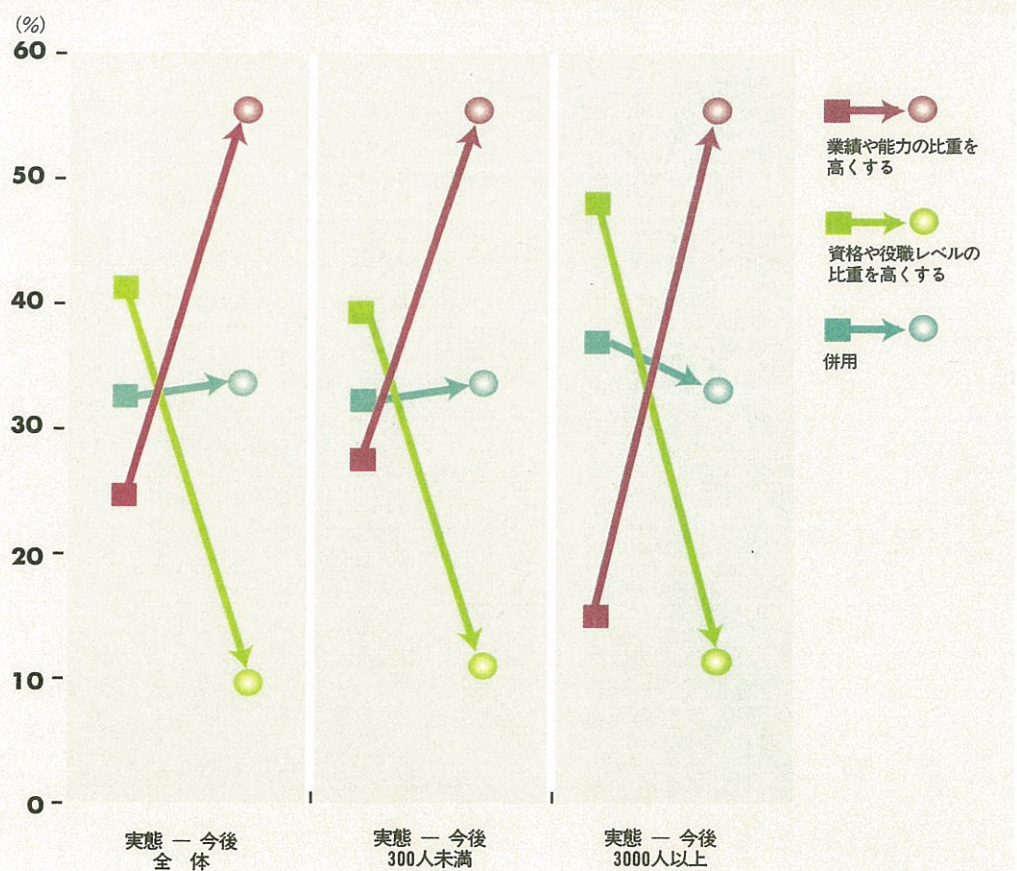 (%)
60
50
40
30
20
10
0
実態 ― 今後
全 体
実態 ― 今後
300人未満
実態 ― 今後
3000人以上
業績や能力の比重を
高くする
資格や役職レベルの
比重を高くする
併用